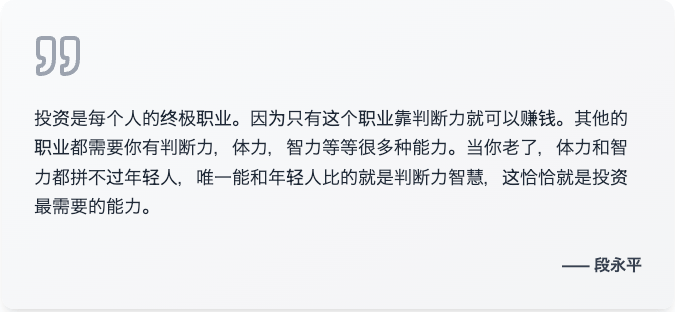 投资是每个人的终极职业。因为只有这个职业靠判断力就可以赚钱。其他的
职业都需要你有判断力，体力，智力等等很多种能力。当你老了，体力和智
力都拼不过年轻人，唯一能和年轻人比的就是判断力智慧，这恰恰就是投资
最需要的能力。
—— 段永平